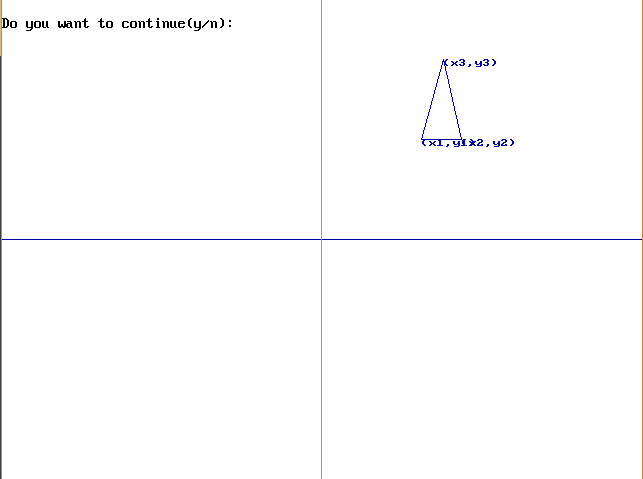 Do you want to continue(y/n):
(x3,y3)
(x1,y1)
(x2,y2)